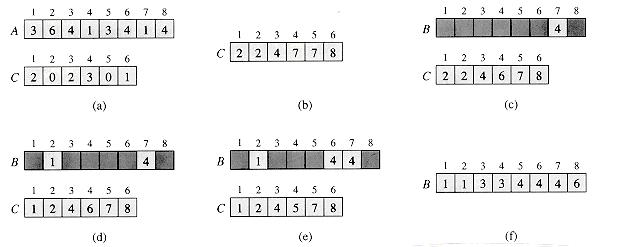 1 2 3 4 5 6 7 8
A 3 6 4 1 3 4 1 4
1 2 3 4 5 6
C 2 0 2 3 0 1
(a)
1 2 3 4 5 6
C 2 2 4 7 7 8
(b)
1 2 3 4 5 6 7 8
B 4
1 2 3 4 5 6
C 2 2 4 6 7 8
(c)
1 2 3 4 5 6 7 8
B 1 4
1 2 3 4 5 6
C 1 2 4 6 7 8
(d)
1 2 3 4 5 6 7 8
B 1 4 4
1 2 3 4 5 6
C 1 2 4 5 7 8
(e)
1 2 3 4 5 6 7 8
B 1 1 3 3 4 4 4 6
(f)